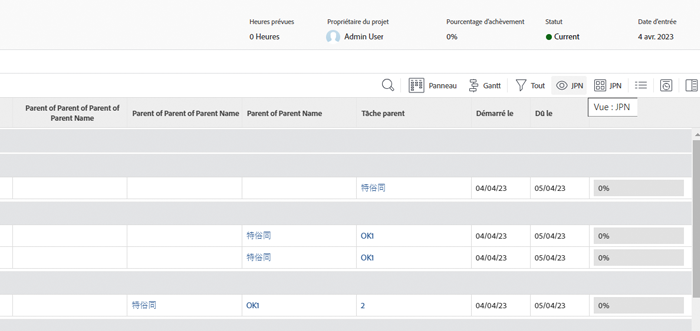 Heures prévues Propriétaire du projet Pourcentage d'achèvement Statut Date d'entrée
0 Heures Admin User 0% Current 4 avr. 2023
Panneau Gantt Tout JPN JPN
Vue : JPN
Parent of Parent of Parent of Parent of Parent Name Parent of Parent of Parent Name Parent of Parent Name Tâche parent Démarré le Dû le
特俗同 04/04/23 05/04/23 0%
特俗同 OK1 04/04/23 05/04/23 0%
特俗同 OK1 04/04/23 05/04/23 0%
特俗同 OK1 2 04/04/23 05/04/23 0%